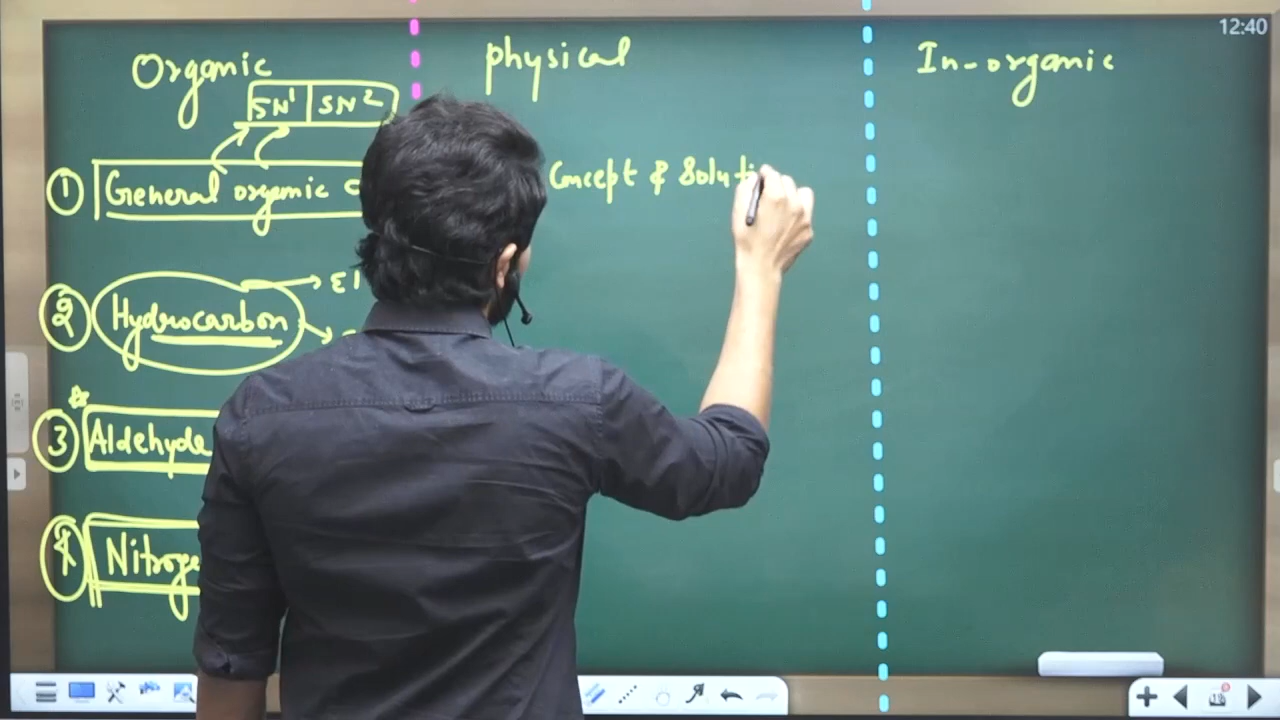 Organic
SN1 | SN2
① General organic
② Hydrocarbon
E1
③ Aldehyde
④ Nitroge
physical
Concept & Soluti
In-organic
12:40